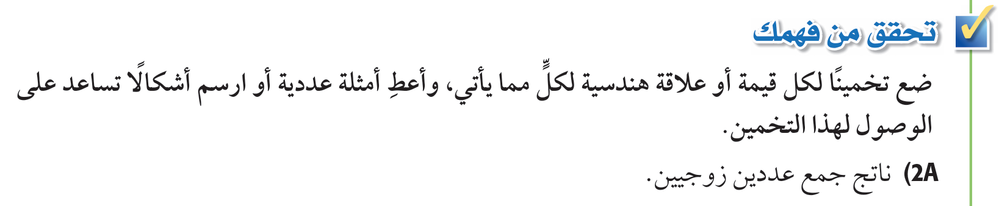 تحقق من فهمك
ضع تخمينًا لكل قيمة أو علاقة هندسية لكلٍّ مما يأتي، وأعطِ أمثلة عددية أو ارسم أشكالًا تساعد على
الوصول لهذا التخمين.
2A) ناتج جمع عددين زوجيين.